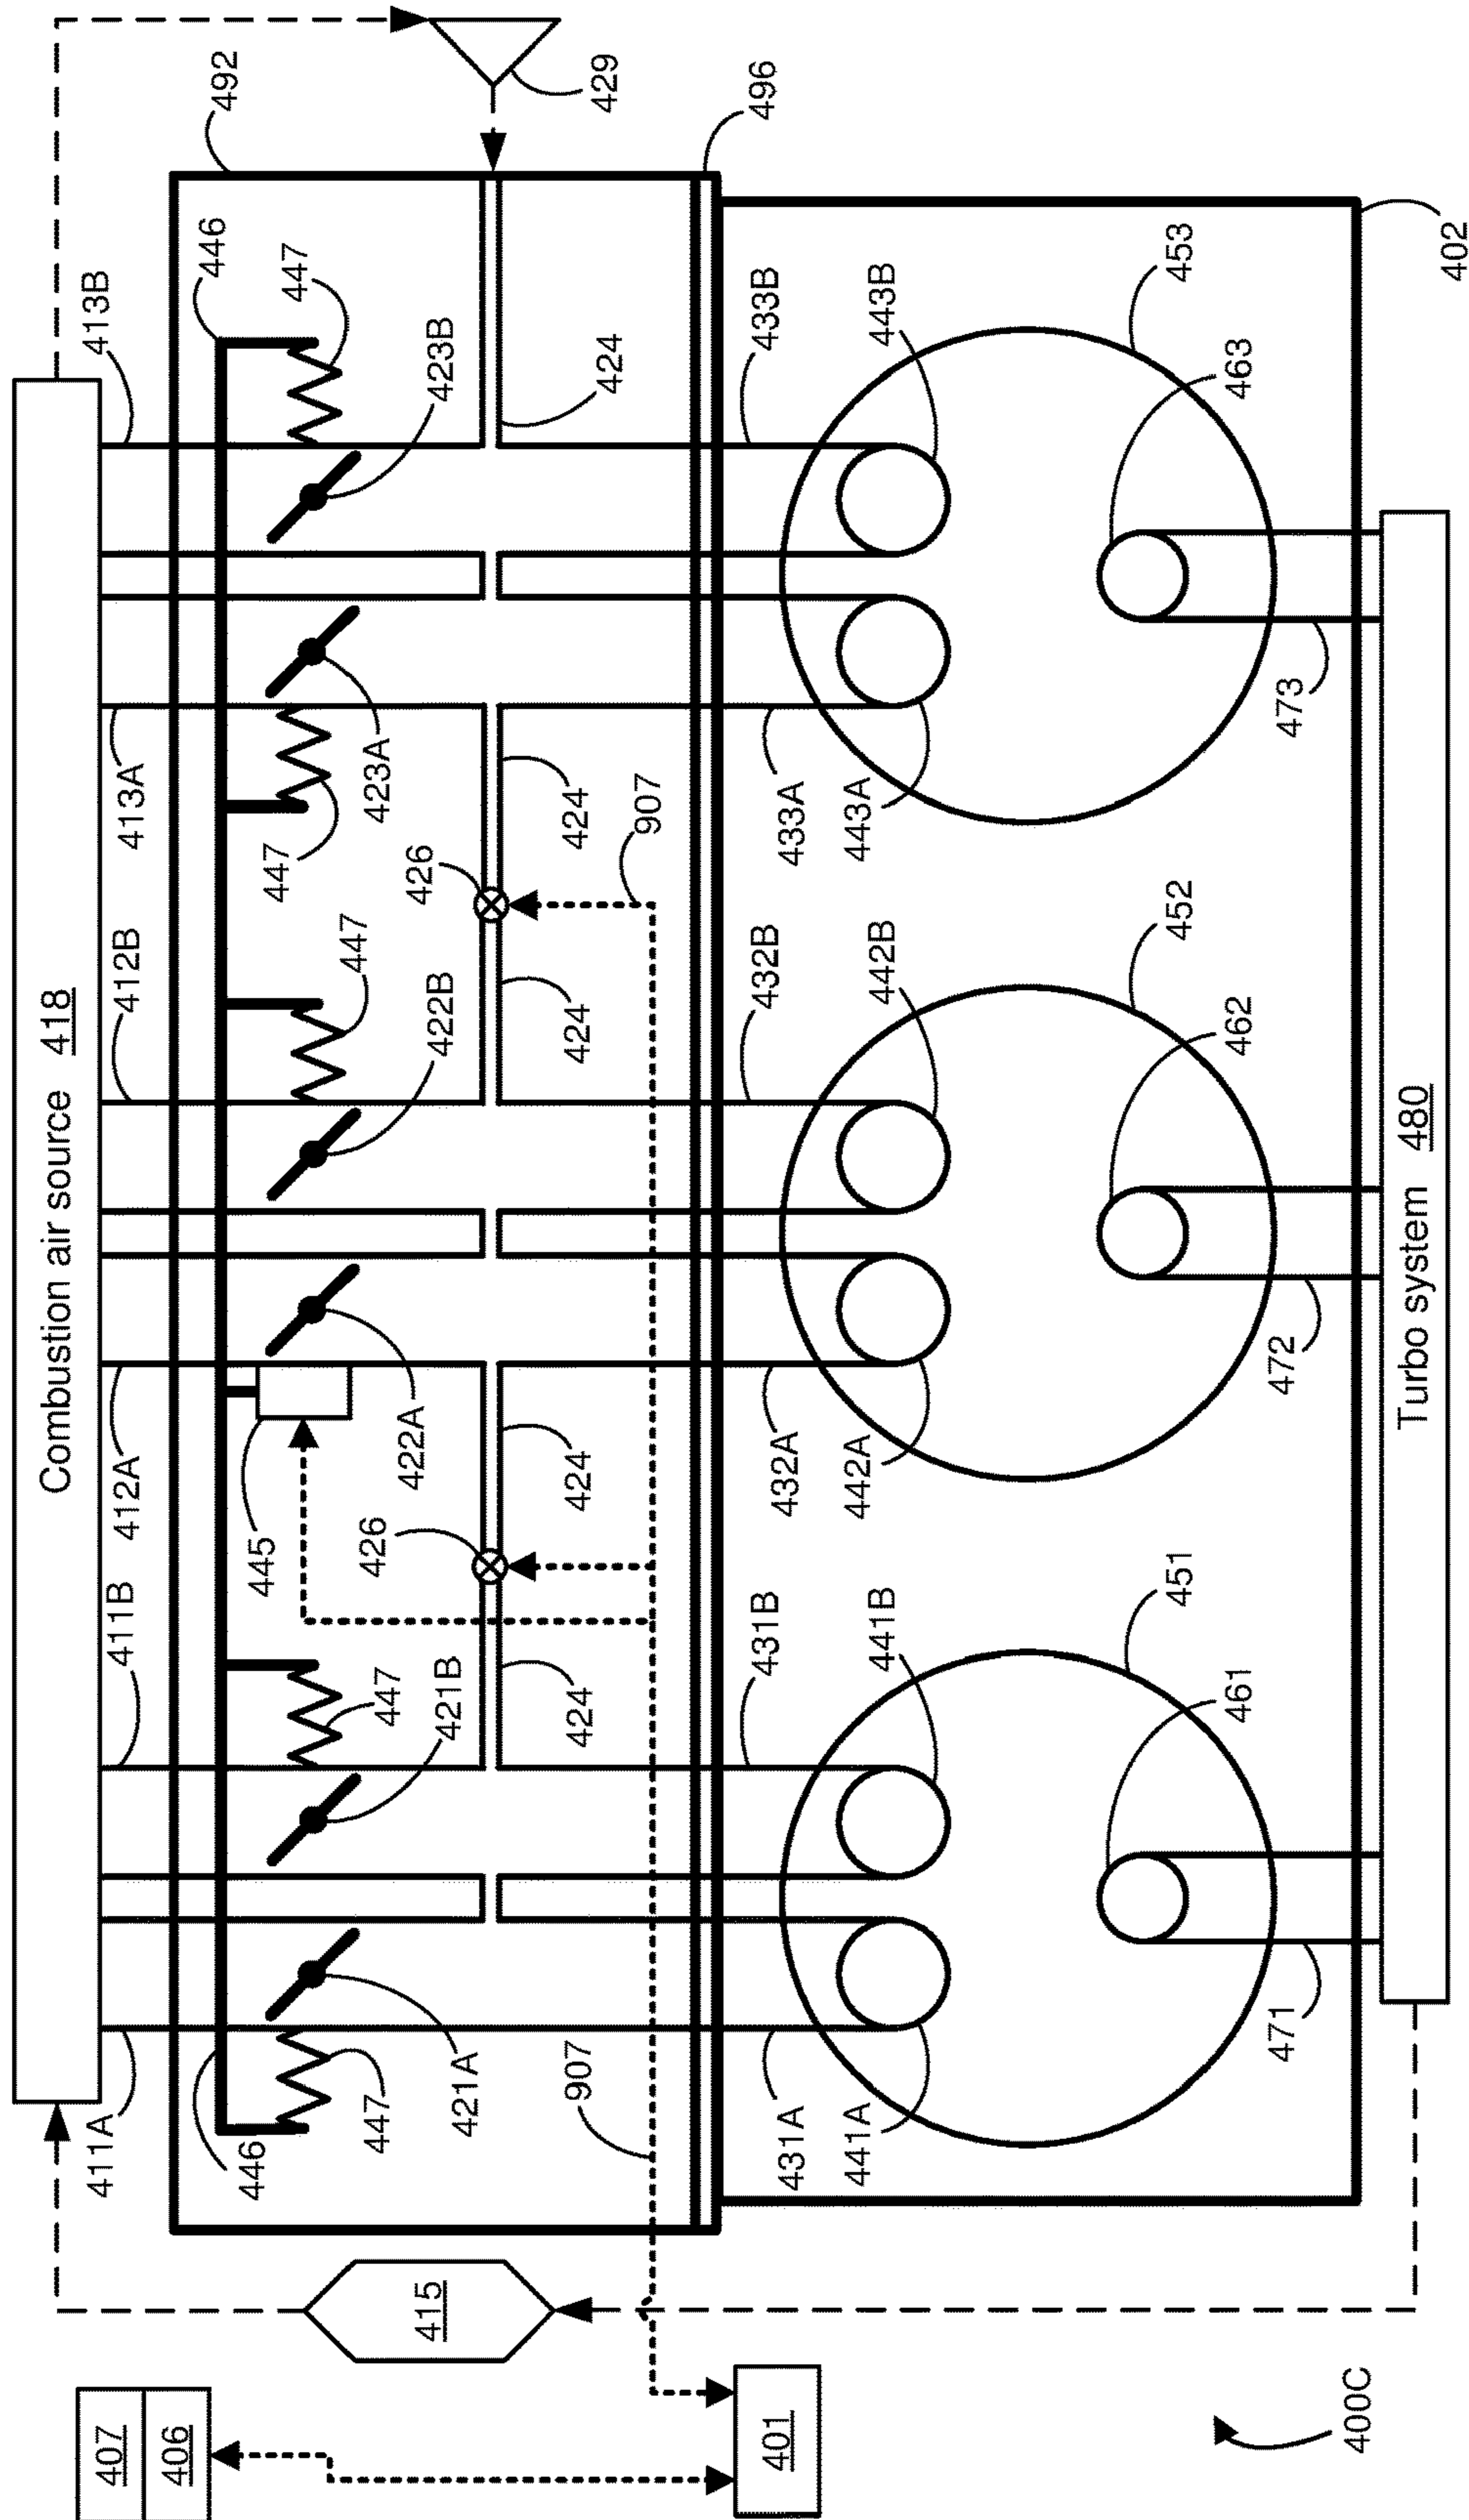 Combustion air source 418
492
429
496
446
447
413B
423B
424
433B
443B
453
463
473
402
413A
423A
447
424
426
907
433A
443A
412B
422B
447
424
432B
442B
452
462
472
412A
422A
445
424
426
432A
442A
411B
421B
447
424
431B
441B
451
461
471
411A
421A
446
447
907
431A
441A
Turbo system 480
415
407
406
401
400C